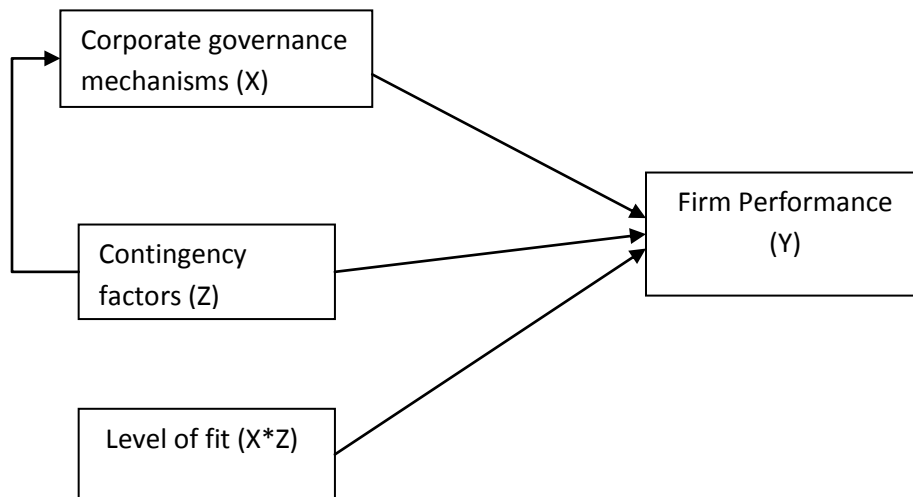 Corporate governance
mechanisms (X)
Firm Performance
(Y)
Contingency
factors (Z)
Level of fit (X*Z)